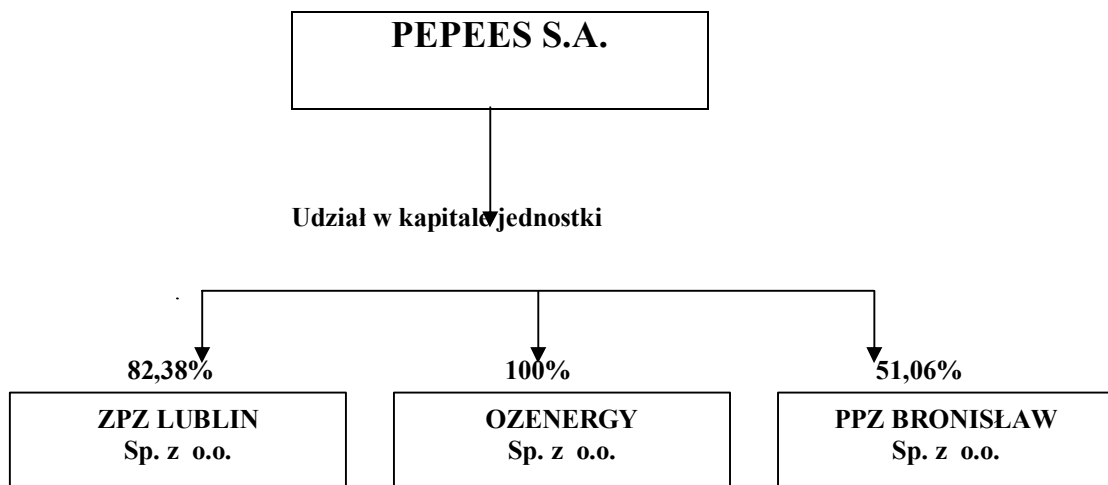 PEPEES S.A.
Udział w kapitale jednostki
82,38%
100%
51,06%
ZPZ LUBLIN
Sp. z o.o.
OZENERGY
Sp. z o.o.
PPZ BRONISŁAW
Sp. z o.o.